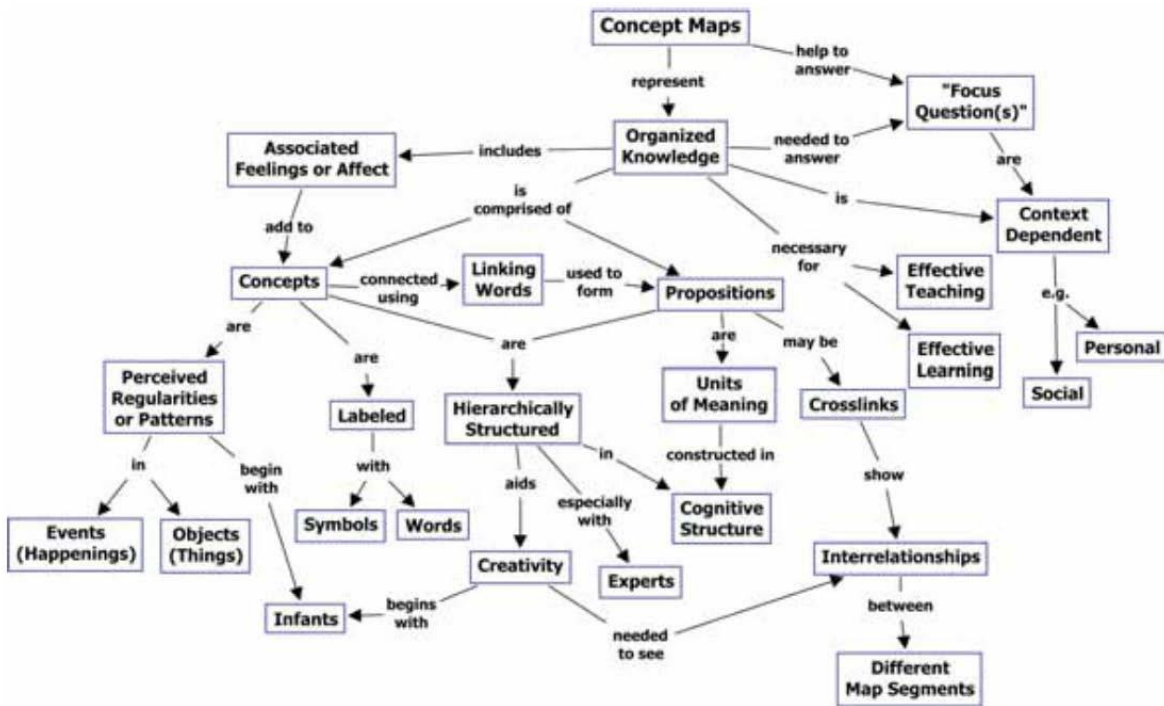 Concept Maps
help to
answer
represent
"Focus
Question(s)"
Organized
Knowledge
needed to
answer
Associated
Feelings or Affect
includes
are
is
comprised of
is
Context
Dependent
add to
necessary
for
Concepts
connected
using
Linking
Words
used to
form
Propositions
Effective
Teaching
e.g.
are
are
are
are
may be
Effective
Learning
Personal
Social
Perceived
Regularities
or Patterns
Labeled
Hierarchically
Structured
Units
of Meaning
Crosslinks
in
begin
with
with
aids
especially
with
in
constructed in
show
Events
(Happenings)
Objects
(Things)
Symbols
Words
Cognitive
Structure
Creativity
Experts
Interrelationships
Infants
begins
with
needed
to see
between
Different
Map Segments